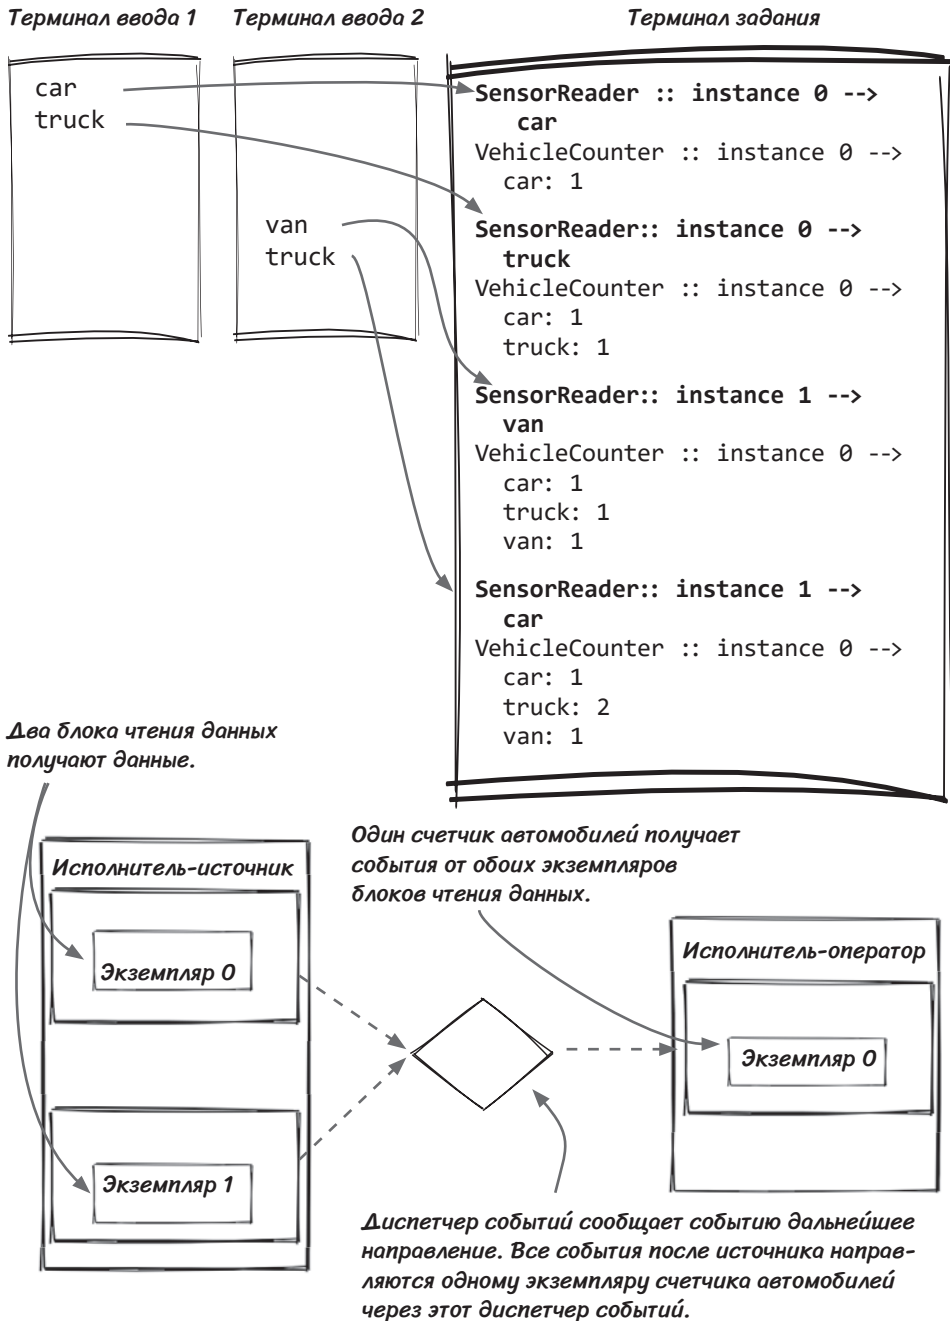 Терминал ввода 1
Терминал ввода 2
Терминал задания
car
truck
van
truck
SensorReader :: instance 0 -->
car
VehicleCounter :: instance 0 -->
car: 1
SensorReader:: instance 0 -->
truck
VehicleCounter :: instance 0 -->
car: 1
truck: 1
SensorReader:: instance 1 -->
van
VehicleCounter :: instance 0 -->
car: 1
truck: 1
van: 1
SensorReader:: instance 1 -->
car
VehicleCounter :: instance 0 -->
car: 1
truck: 2
van: 1
Два блока чтения данных
получают данные.
Исполнитель-источник
Экземпляр 0
Экземпляр 1
Один счетчик автомобилей получает
события от обоих экземпляров
блоков чтения данных.
Исполнитель-оператор
Экземпляр 0
Диспетчер событий сообщает событию дальнейшее
направление. Все события после источника направ-
ляются одному экземпляру счетчика автомобилей
через этот диспетчер событий.